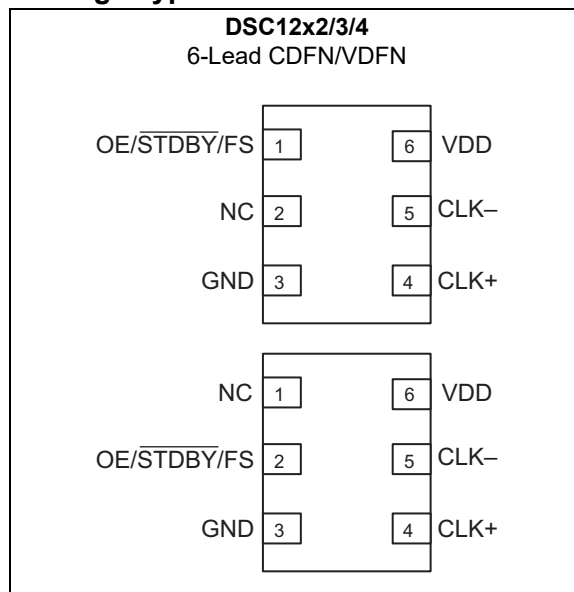 DSC12x2/3/4
6-Lead CDFN/VDFN
OE/STDBY/FS 1 6 VDD
NC 2 5 CLK–
GND 3 4 CLK+
NC 1 6 VDD
OE/STDBY/FS 2 5 CLK–
GND 3 4 CLK+